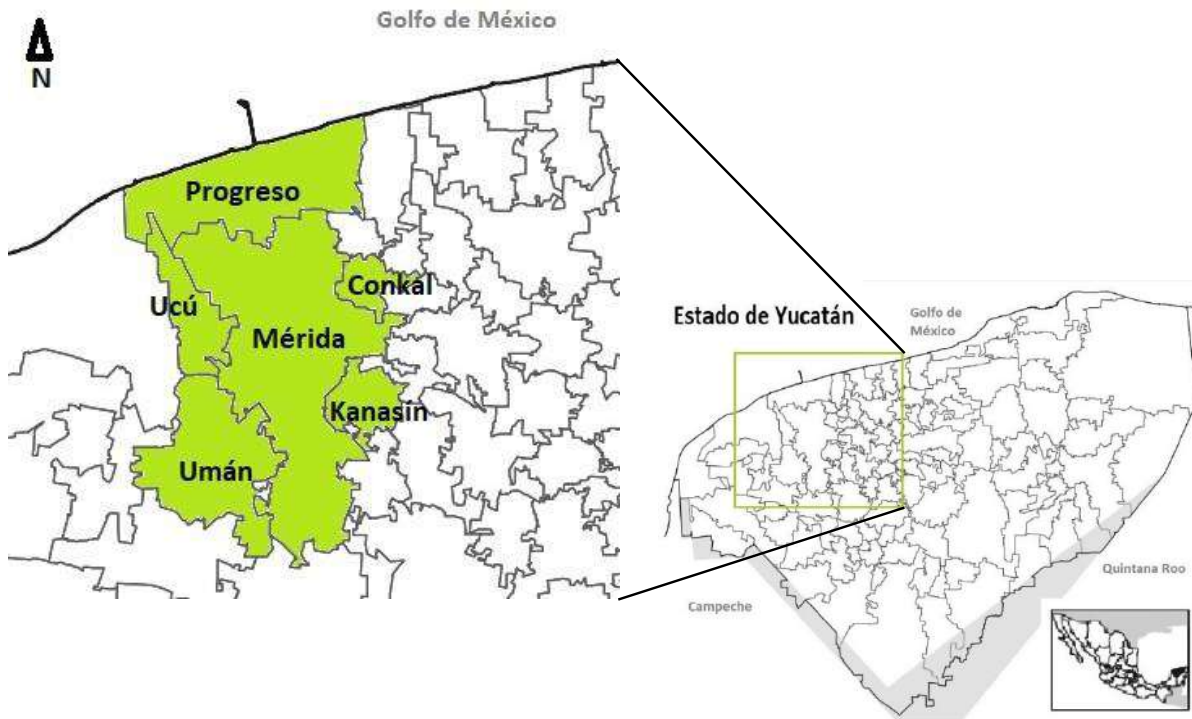 Golfo de México
N
Progreso
Conkal
Ucú
Mérida
Kanasín
Umán
Estado de Yucatán
Golfo de
México
Quintana Roo
Campeche